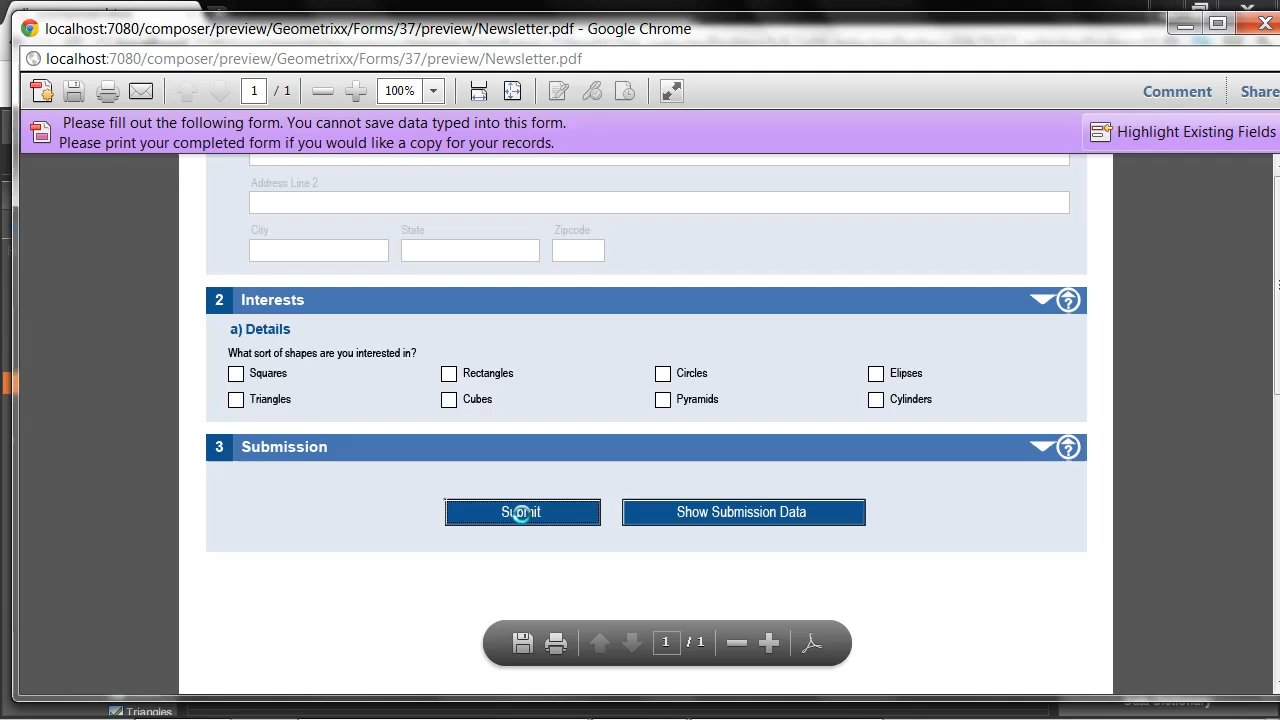 localhost:7080/composer/preview/Geometrixx/Forms/37/preview/Newsletter.pdf - Google Chrome
localhost:7080/composer/preview/Geometrixx/Forms/37/preview/Newsletter.pdf
1 / 1 100% Comment Share
Please fill out the following form. You cannot save data typed into this form.
Please print your completed form if you would like a copy for your records.
Highlight Existing Fields
Address Line 2
City State Zipcode
2 Interests
a) Details
What sort of shapes are you interested in?
Squares Rectangles Circles Elipses
Triangles Cubes Pyramids Cylinders
3 Submission
Submit Show Submission Data
1 / 1
Triangles